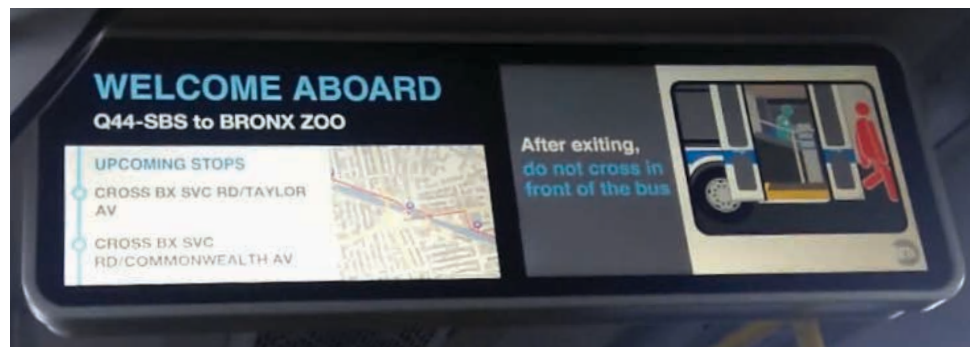 WELCOME ABOARD
Q44-SBS to BRONX ZOO
UPCOMING STOPS
CROSS BX SVC RD/TAYLOR
AV
CROSS BX SVC
RD/COMMONWEALTH AV
After exiting,
do not cross in
front of the bus